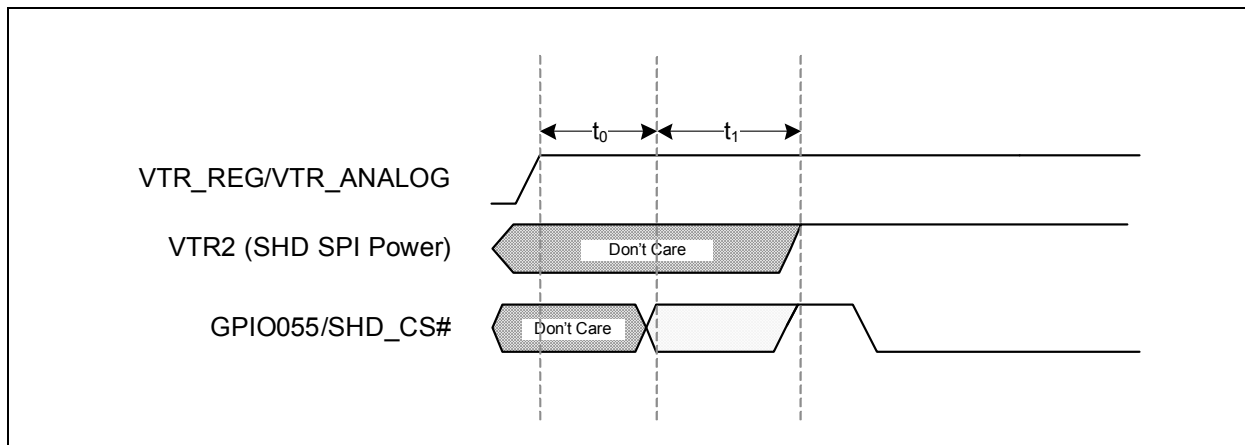 t0 t1
VTR_REG/VTR_ANALOG
VTR2 (SHD SPI Power) Don't Care
GPIO055/SHD_CS# Don't Care